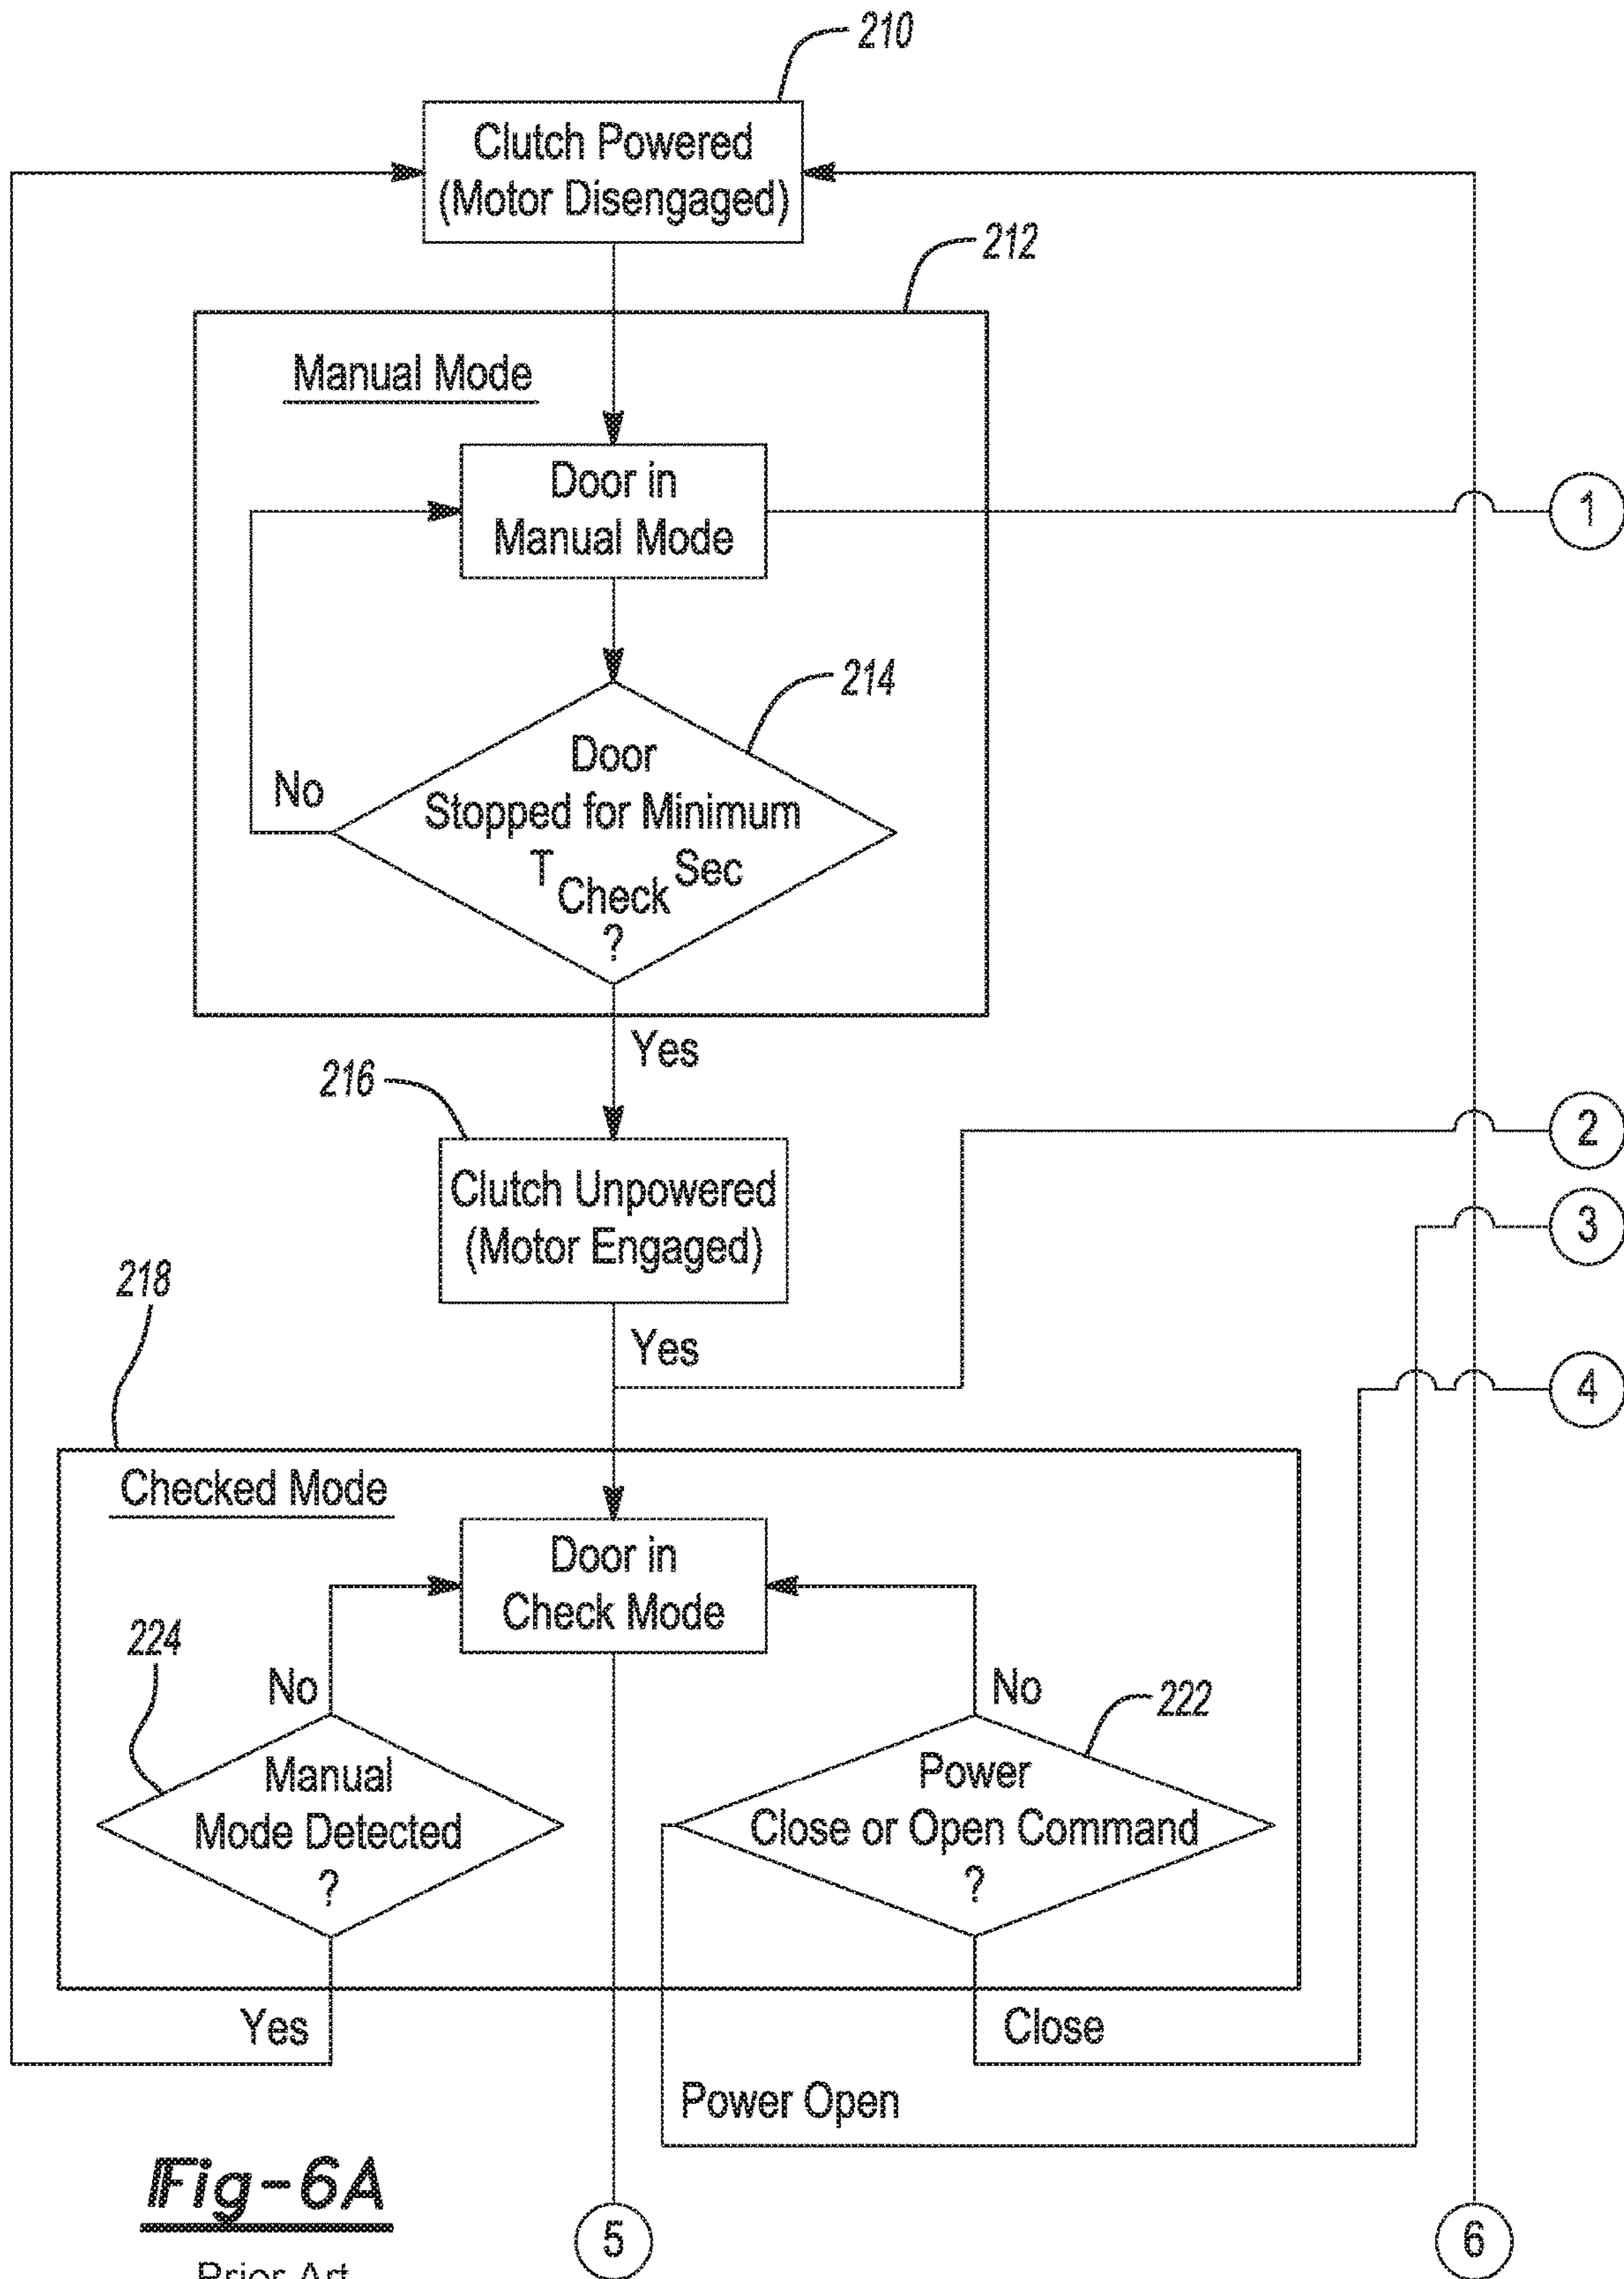 210
Clutch Powered
(Motor Disengaged)
212
Manual Mode
Door in
Manual Mode
1
214
No
Door
Stopped for Minimum
T Check Sec
?
Yes
216
2
Clutch Unpowered
(Motor Engaged)
3
218
Yes
4
Checked Mode
Door in
Check Mode
224
No
No
222
Manual
Mode Detected
?
Power
Close or Open Command
?
Yes
Close
Power Open
Fig-6A
Prior Art
5
6